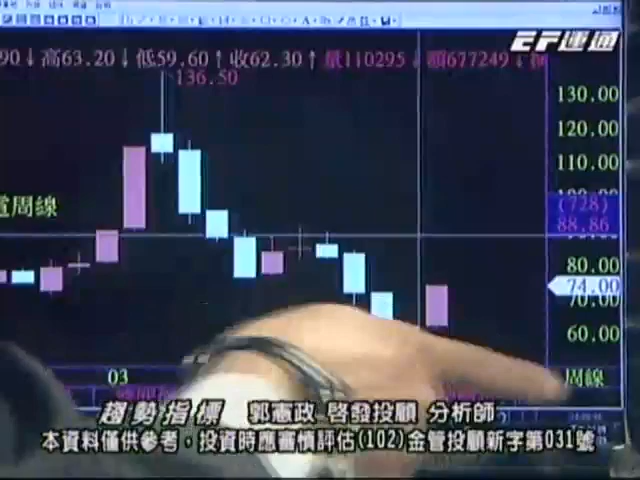 EF運通
90↓高63.20↓低59.60↑收62.30↑量110295↓額677249↓
136.50
130.00
120.00
110.00
(728)
88.86
電周線
80.00
74.00
70.00
60.00
03
周線
趨勢指標 郭憲政 啓發投顧 分析師
本資料僅供參考，投資時應審慎評估(102)金管投顧新字第031號